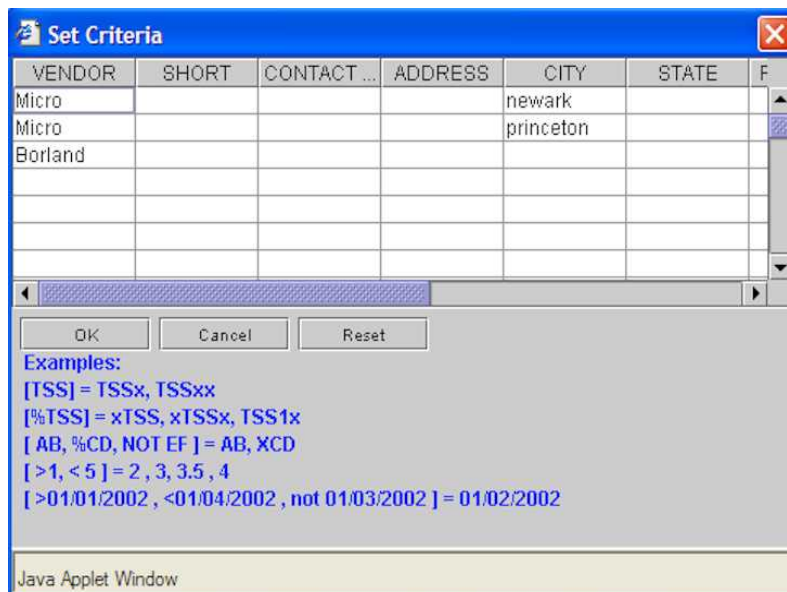 Set Criteria
VENDOR SHORT CONTACT ... ADDRESS CITY STATE F
Micro newark
Micro princeton
Borland
OK Cancel Reset
Examples:
[TSS] = TSSx, TSSxx
[%TSS] = xTSS, xTSSx, TSS1x
[ AB, %CD, NOT EF ] = AB, XCD
[ >1, < 5 ] = 2 , 3, 3.5 , 4
[ >01/01/2002 , <01/04/2002 , not 01/03/2002 ] = 01/02/2002
Java Applet Window